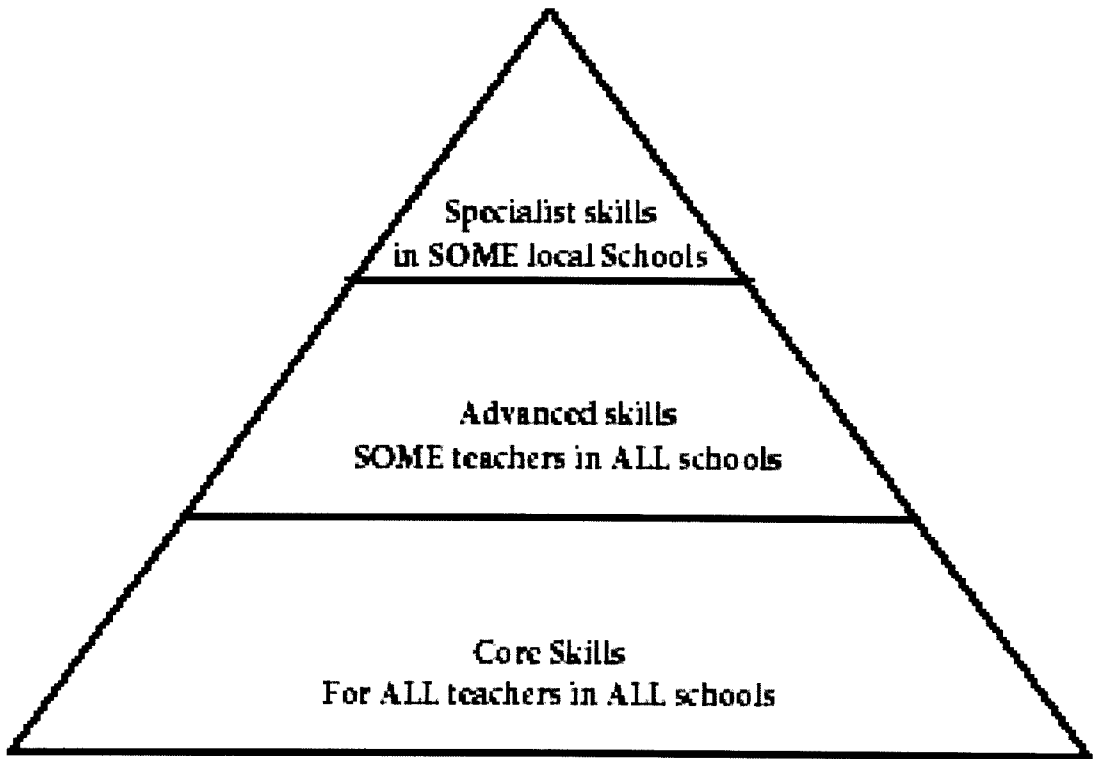 Specialist skills
in SOME local Schools
Advanced skills
SOME teachers in ALL schools
Core Skills
For ALL teachers in ALL schools